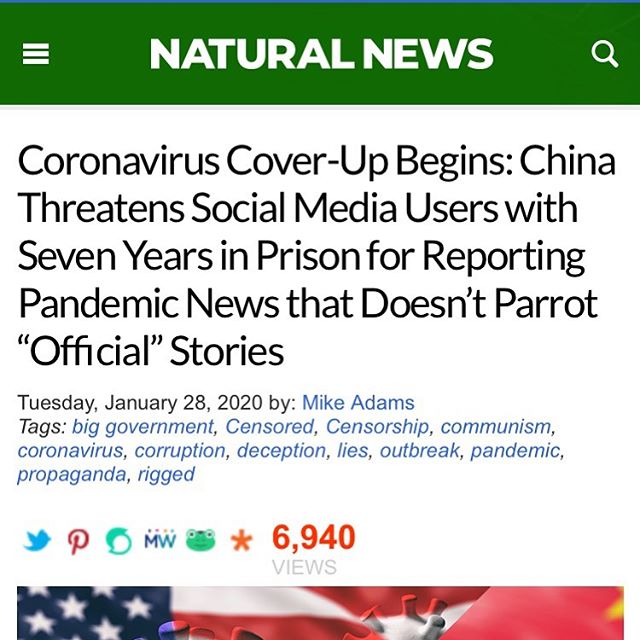 NATURAL NEWS
Coronavirus Cover-Up Begins: China
Threatens Social Media Users with
Seven Years in Prison for Reporting
Pandemic News that Doesn’t Parrot
“Official” Stories
Tuesday, January 28, 2020 by: Mike Adams
Tags: big government, Censored, Censorship, communism,
coronavirus, corruption, deception, lies, outbreak, pandemic,
propaganda, rigged
MW 6,940
VIEWS